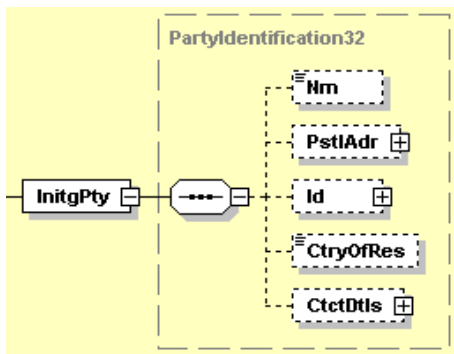 PartyIdentification32
Nm
PstlAdr
InitgPty
Id
CtryOfRes
CtctDtls